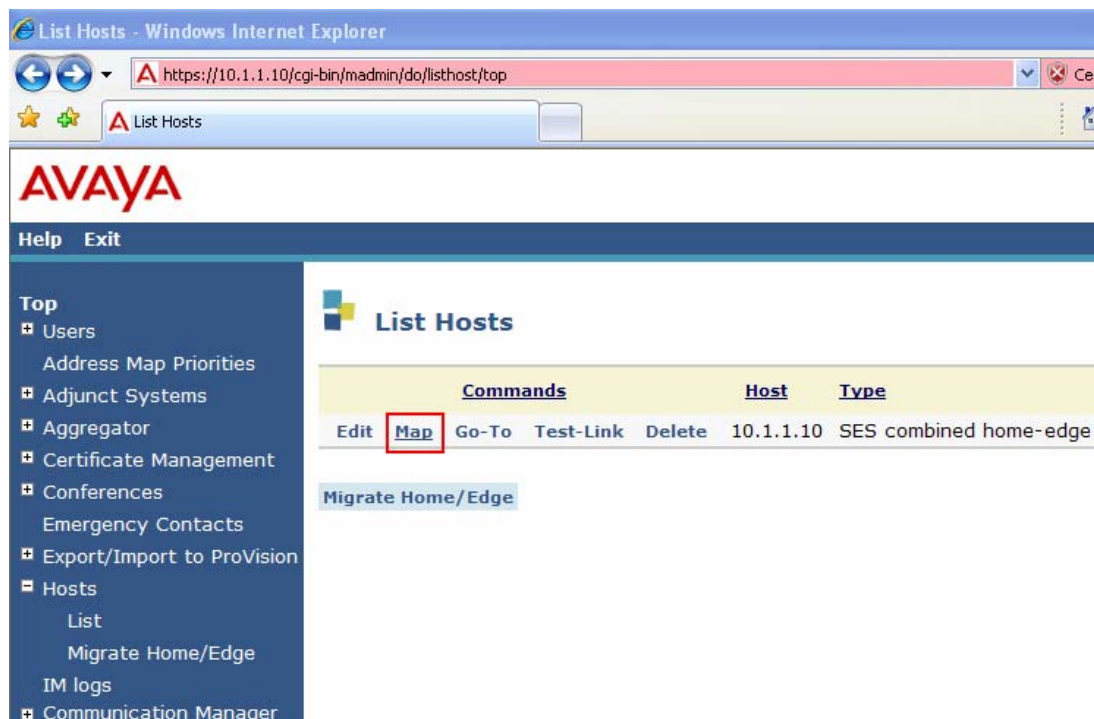 List Hosts - Windows Internet Explorer
https://10.1.1.10/cgi-bin/madmin/do/listhost/top
Ce
List Hosts
AVAYA
Help Exit
Top
Users
Address Map Priorities
Adjunct Systems
Aggregator
Certificate Management
Conferences
Emergency Contacts
Export/Import to ProVision
Hosts
List
Migrate Home/Edge
IM logs
Communication Manager
List Hosts
Commands Host Type
Edit Map Go-To Test-Link Delete 10.1.1.10 SES combined home-edge
Migrate Home/Edge